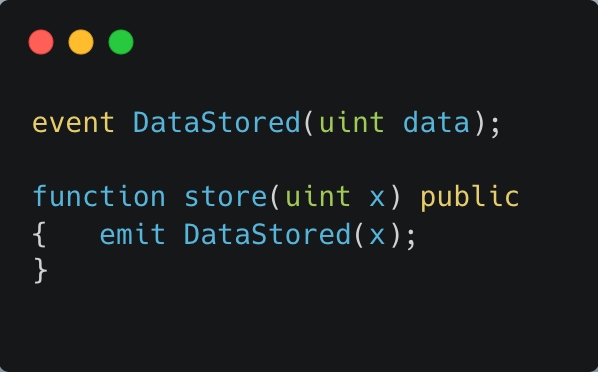 event DataStored(uint data);
function store(uint x) public
{   emit DataStored(x);
}